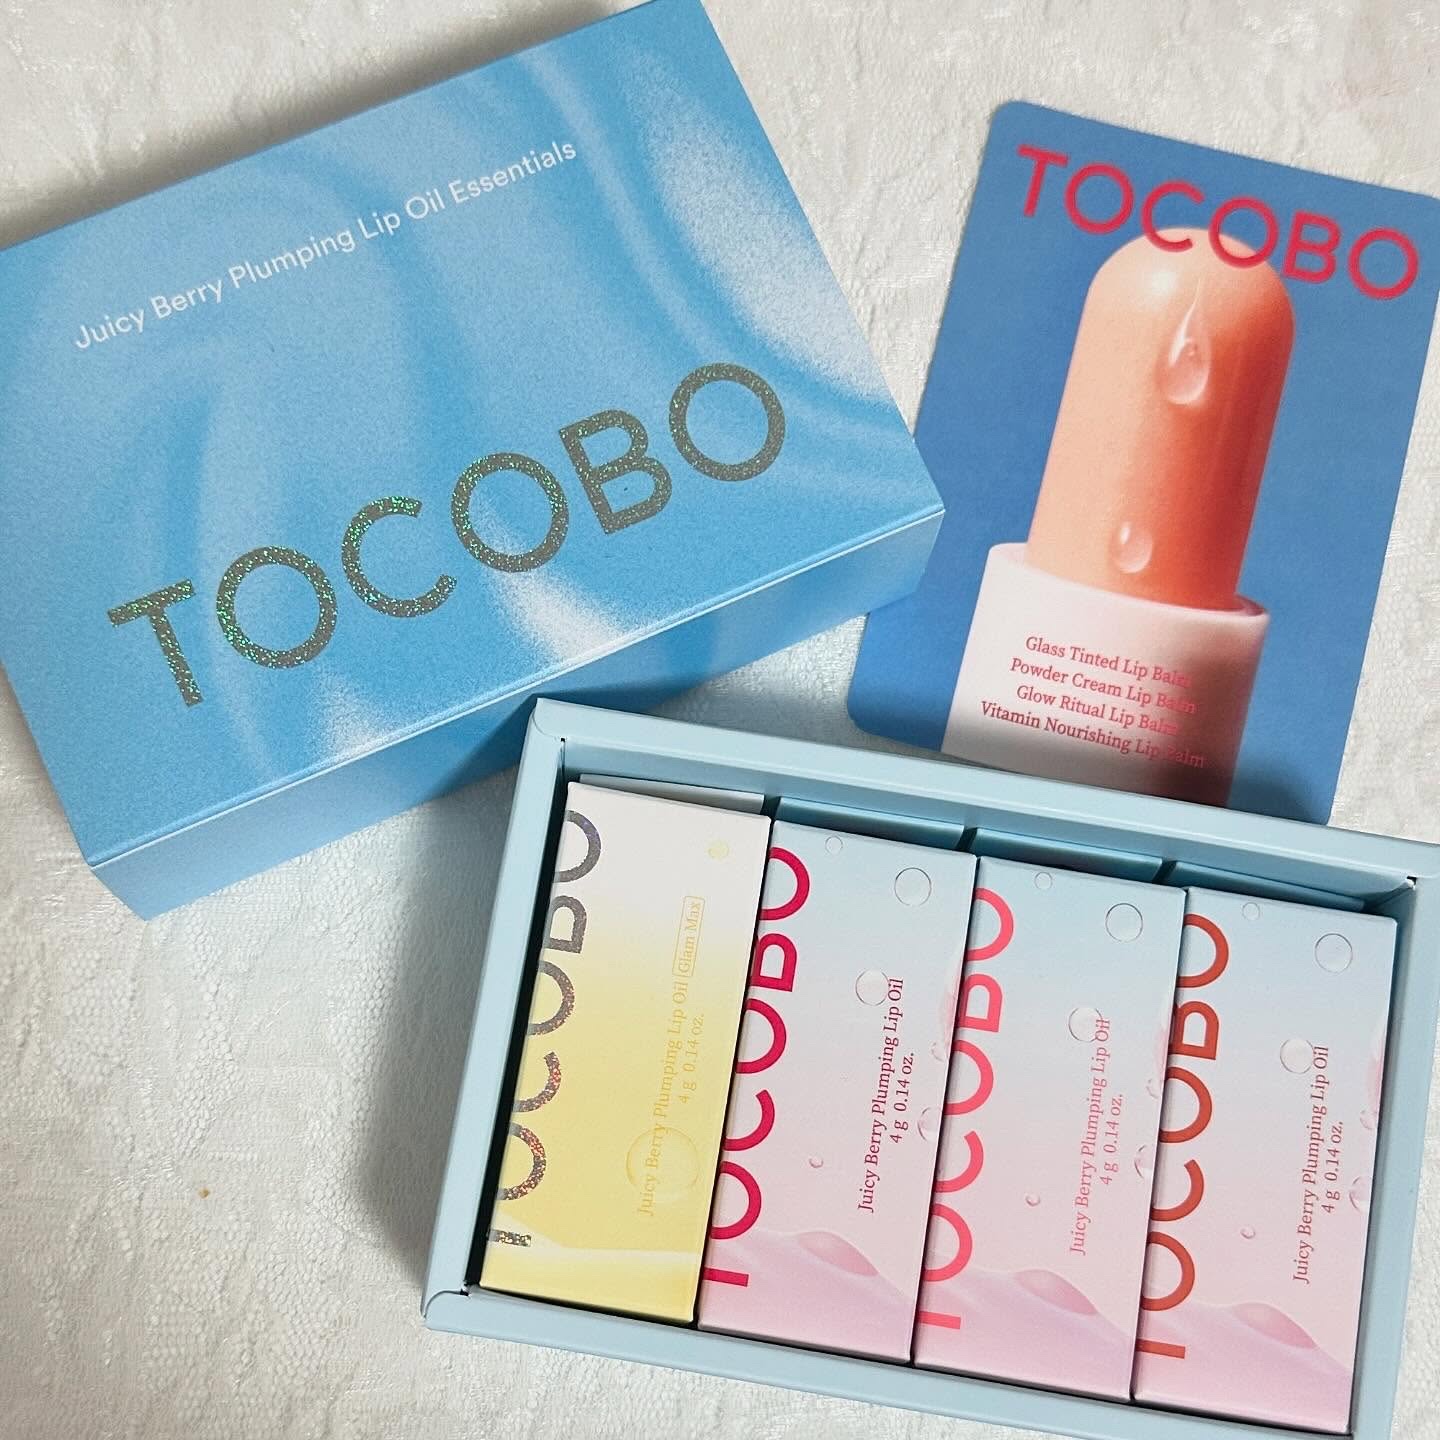 Juicy Berry Plumping Lip Oil Essentials
TOCOBO
TOCOBO
Glass Tinted Lip Balm
Powder Cream Lip Balm
Glow Ritual Lip Balm
Vitamin Nourishing Lip Balm
TOCOBO
Juicy Berry Plumping Lip Oil Glam Max
4 g 0.14 oz.
TOCOBO
Juicy Berry Plumping Lip Oil
4 g 0.14 oz.
TOCOBO
Juicy Berry Plumping Lip Oil
4 g 0.14 oz.
TOCOBO
Juicy Berry Plumping Lip Oil
4 g 0.14 oz.